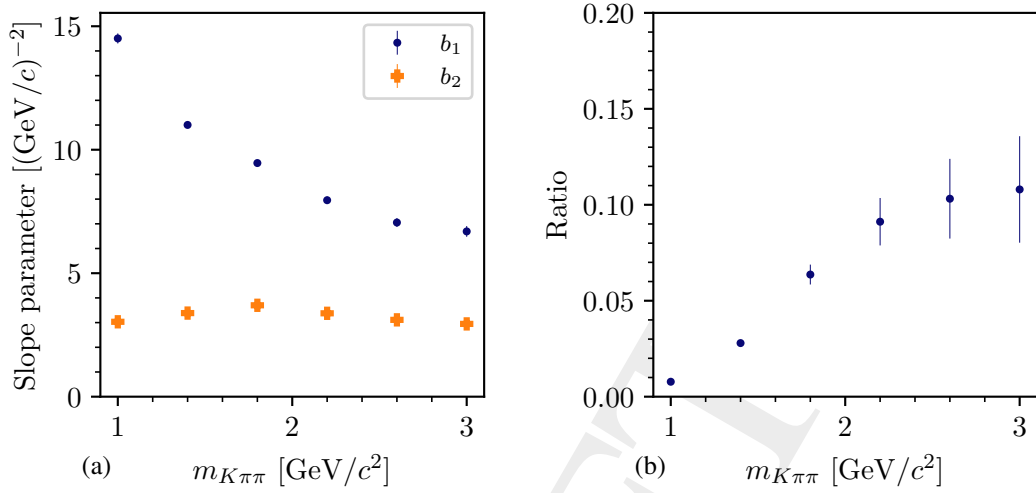 15
10
5
0
Slope parameter [(GeV/c)⁻²]
b₁
b₂
1 2 3
(a) m_{Kππ} [GeV/c²]
0.20
0.15
0.10
0.05
0.00
Ratio
1 2 3
(b) m_{Kππ} [GeV/c²]